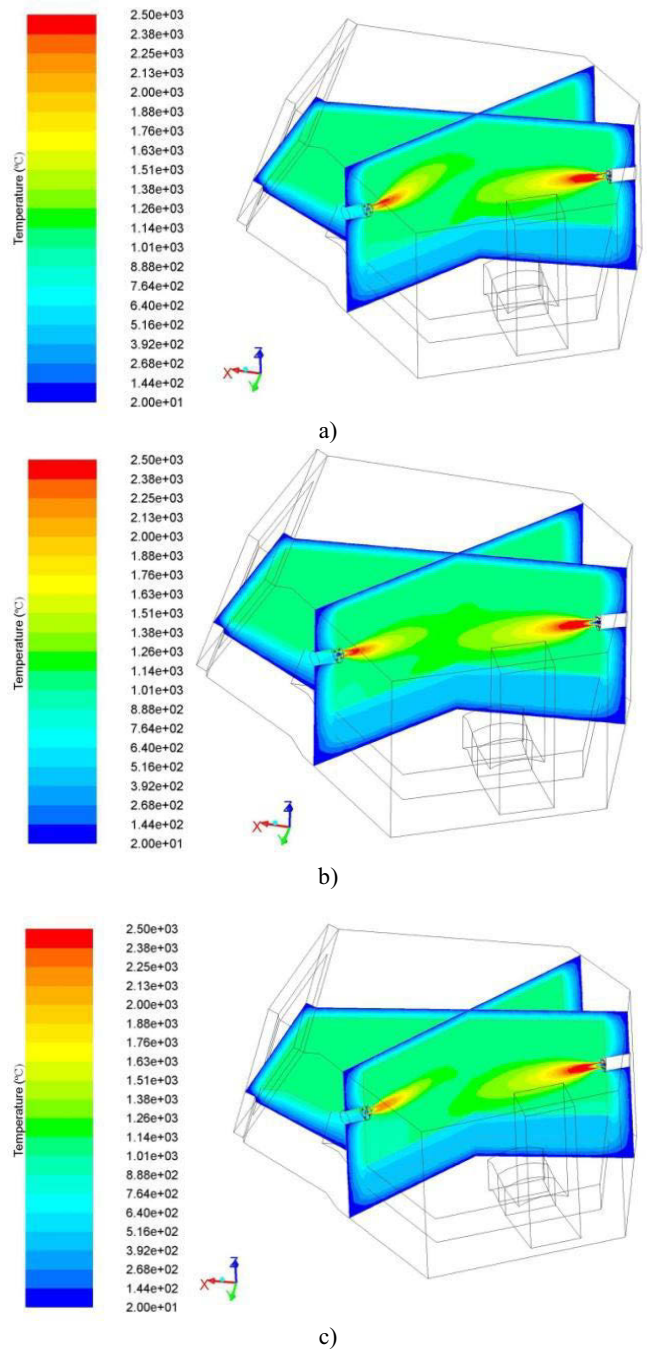 2.50e+03
2.38e+03
2.25e+03
2.13e+03
2.00e+03
1.88e+03
1.76e+03
1.63e+03
1.51e+03
1.38e+03
1.26e+03
1.14e+03
1.01e+03
8.88e+02
7.64e+02
6.40e+02
5.16e+02
3.92e+02
2.68e+02
1.44e+02
2.00e+01
Temperature (℃)
Z
X
Y
a)
2.50e+03
2.38e+03
2.25e+03
2.13e+03
2.00e+03
1.88e+03
1.76e+03
1.63e+03
1.51e+03
1.38e+03
1.26e+03
1.14e+03
1.01e+03
8.88e+02
7.64e+02
6.40e+02
5.16e+02
3.92e+02
2.68e+02
1.44e+02
2.00e+01
Temperature (℃)
Z
X
Y
b)
2.50e+03
2.38e+03
2.25e+03
2.13e+03
2.00e+03
1.88e+03
1.76e+03
1.63e+03
1.51e+03
1.38e+03
1.26e+03
1.14e+03
1.01e+03
8.88e+02
7.64e+02
6.40e+02
5.16e+02
3.92e+02
2.68e+02
1.44e+02
2.00e+01
Temperature (℃)
Z
X
Y
c)